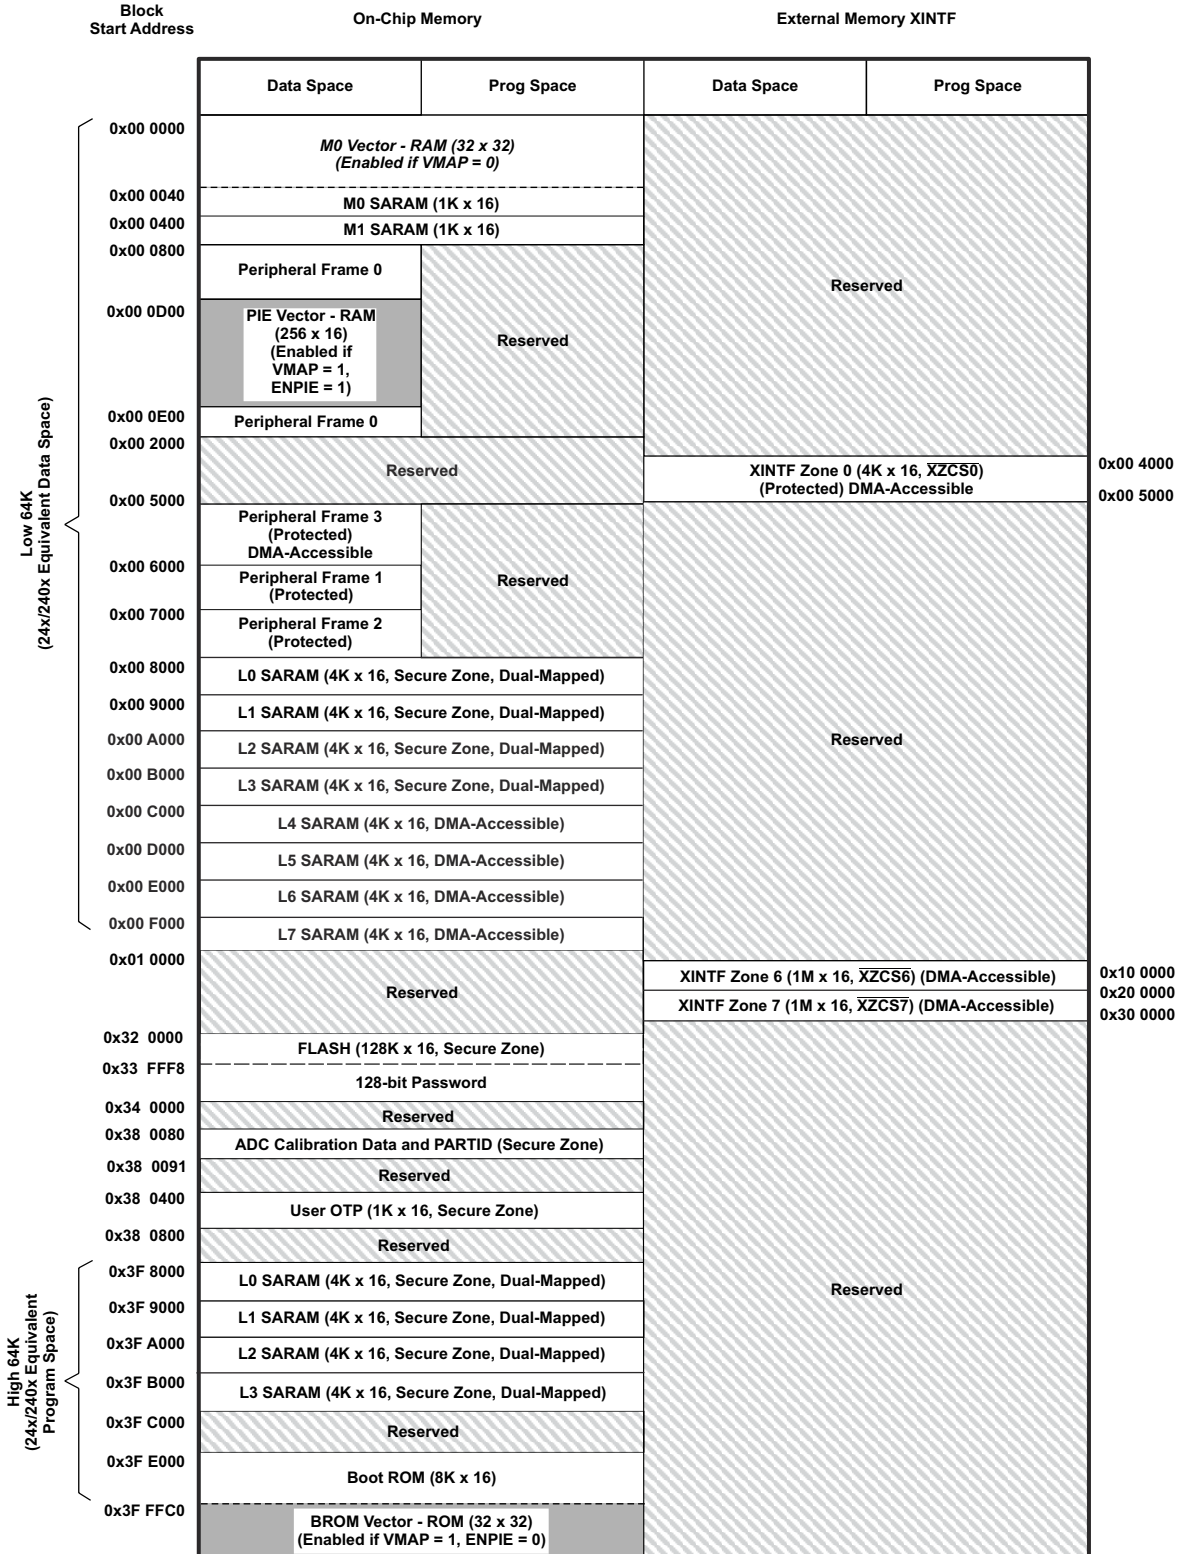 Block
Start Address
On-Chip Memory
External Memory XINTF
Data Space
Prog Space
Data Space
Prog Space
0x00 0000
M0 Vector - RAM (32 x 32)
(Enabled if VMAP = 0)
0x00 0040
M0 SARAM (1K x 16)
0x00 0400
M1 SARAM (1K x 16)
0x00 0800
Peripheral Frame 0
Reserved
0x00 0D00
PIE Vector - RAM
(256 x 16)
(Enabled if
VMAP = 1,
ENPIE = 1)
Reserved
0x00 0E00
Peripheral Frame 0
0x00 2000
Reserved
XINTF Zone 0 (4K x 16, XZCS0)
(Protected) DMA-Accessible
0x00 4000
0x00 5000
0x00 5000
Peripheral Frame 3
(Protected)
DMA-Accessible
0x00 6000
Peripheral Frame 1
(Protected)
Reserved
0x00 7000
Peripheral Frame 2
(Protected)
Low 64K
(24x/240x Equivalent Data Space)
0x00 8000
L0 SARAM (4K x 16, Secure Zone, Dual-Mapped)
0x00 9000
L1 SARAM (4K x 16, Secure Zone, Dual-Mapped)
0x00 A000
L2 SARAM (4K x 16, Secure Zone, Dual-Mapped)
Reserved
0x00 B000
L3 SARAM (4K x 16, Secure Zone, Dual-Mapped)
0x00 C000
L4 SARAM (4K x 16, DMA-Accessible)
0x00 D000
L5 SARAM (4K x 16, DMA-Accessible)
0x00 E000
L6 SARAM (4K x 16, DMA-Accessible)
0x00 F000
L7 SARAM (4K x 16, DMA-Accessible)
0x01 0000
Reserved
XINTF Zone 6 (1M x 16, XZCS6) (DMA-Accessible)
0x10 0000
0x20 0000
XINTF Zone 7 (1M x 16, XZCS7) (DMA-Accessible)
0x30 0000
0x32 0000
FLASH (128K x 16, Secure Zone)
0x33 FFF8
128-bit Password
0x34 0000
Reserved
0x38 0080
ADC Calibration Data and PARTID (Secure Zone)
0x38 0091
Reserved
0x38 0400
User OTP (1K x 16, Secure Zone)
0x38 0800
Reserved
0x3F 8000
L0 SARAM (4K x 16, Secure Zone, Dual-Mapped)
Reserved
0x3F 9000
L1 SARAM (4K x 16, Secure Zone, Dual-Mapped)
0x3F A000
L2 SARAM (4K x 16, Secure Zone, Dual-Mapped)
High 64K
(24x/240x Equivalent
Program Space)
0x3F B000
L3 SARAM (4K x 16, Secure Zone, Dual-Mapped)
0x3F C000
Reserved
0x3F E000
Boot ROM (8K x 16)
0x3F FFC0
BROM Vector - ROM (32 x 32)
(Enabled if VMAP = 1, ENPIE = 0)